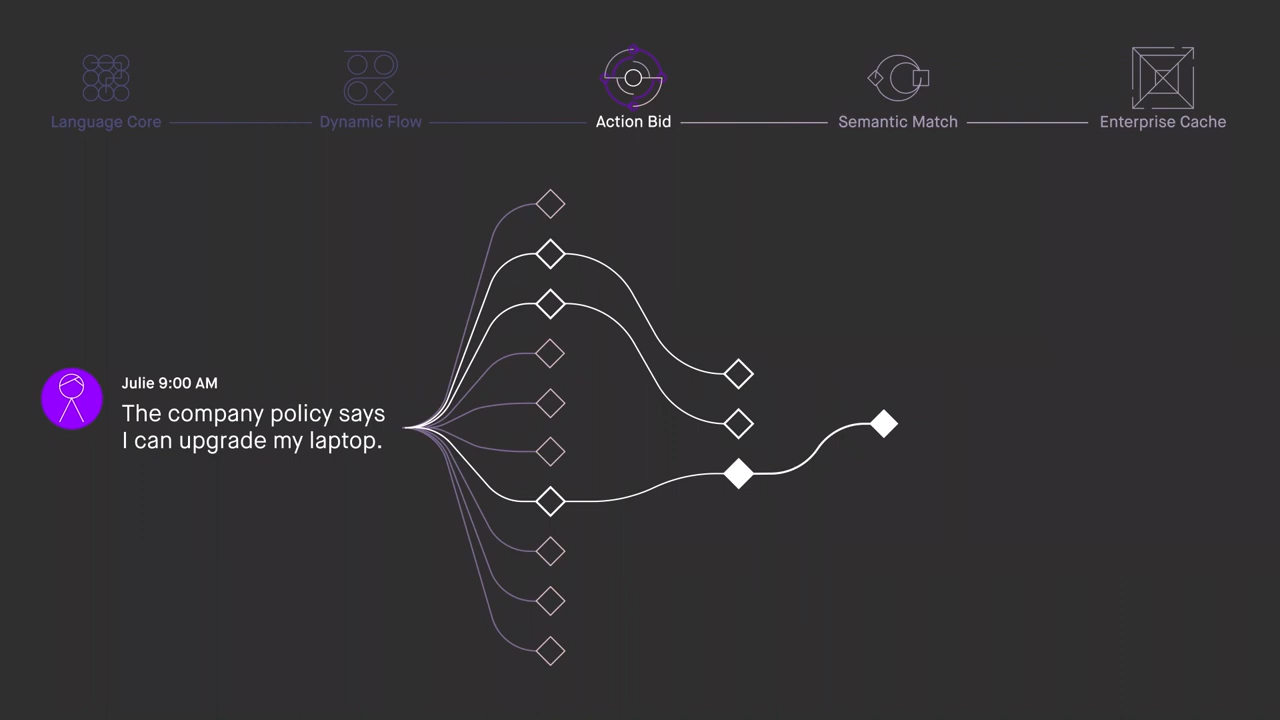 Language Core
Dynamic Flow
Action Bid
Semantic Match
Enterprise Cache
Julie 9:00 AM
The company policy says
I can upgrade my laptop.